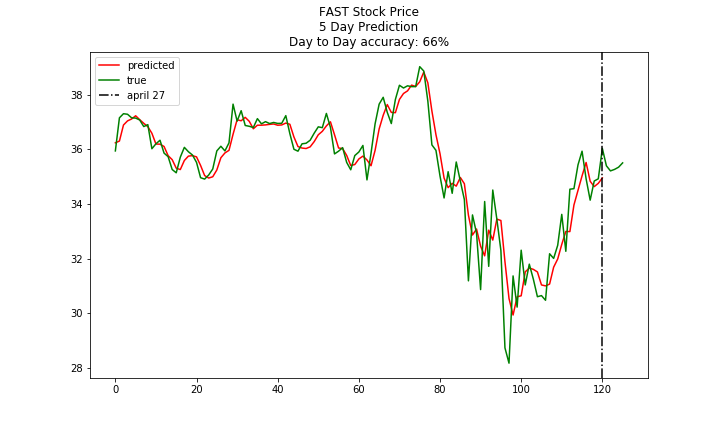 FAST Stock Price
5 Day Prediction
Day to Day accuracy: 66%
predicted
true
april 27
38
36
34
32
30
28
0
20
40
60
80
100
120